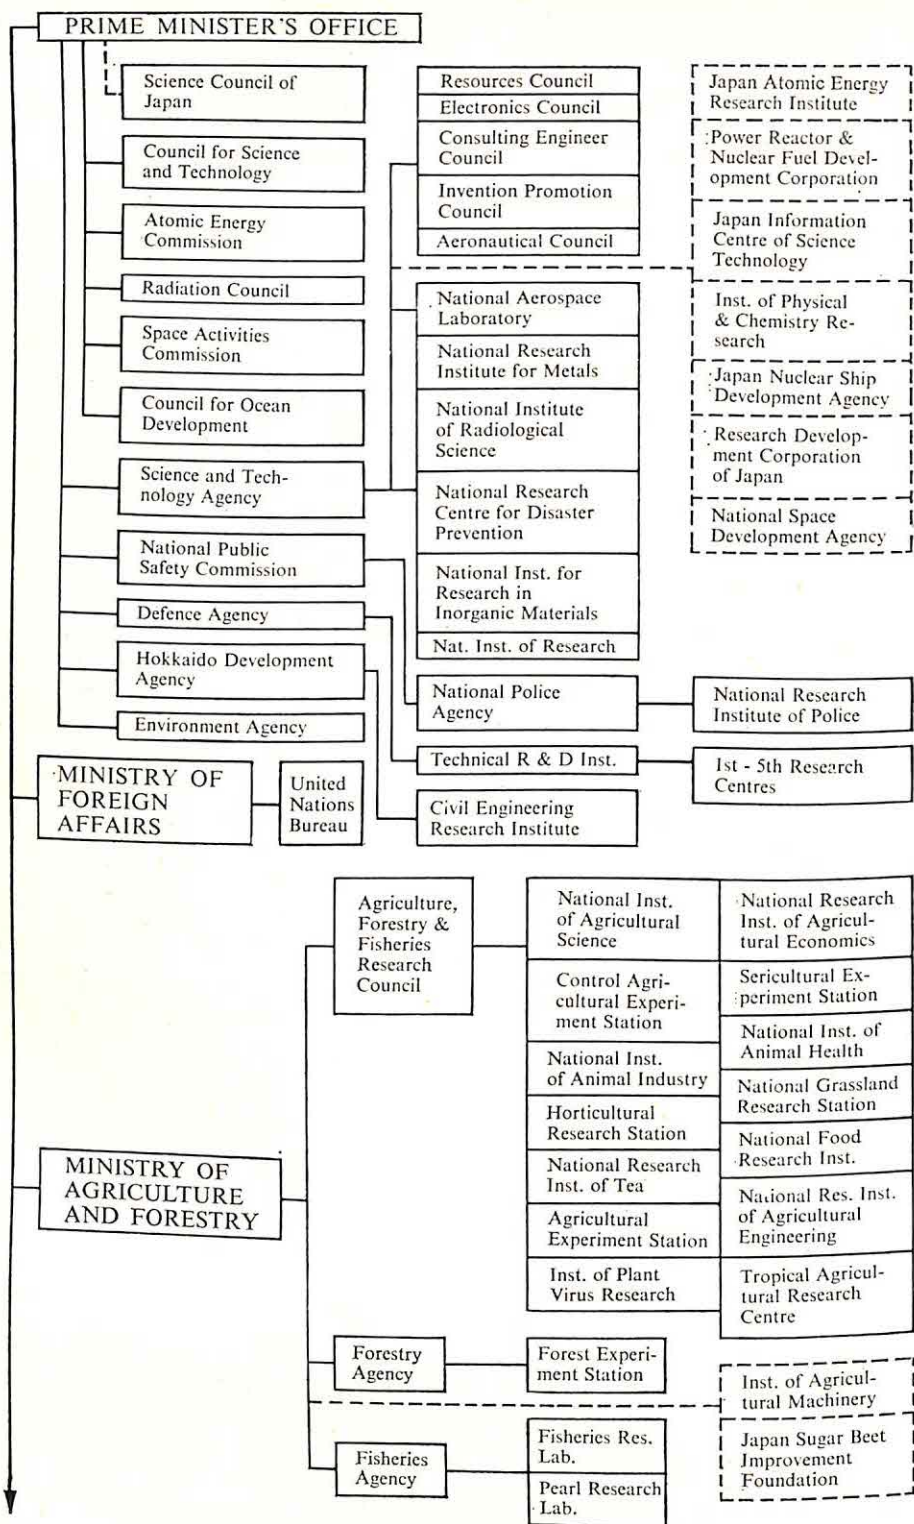 PRIME MINISTER'S OFFICE
Science Council of
Japan
Council for Science
and Technology
Atomic Energy
Commission
Radiation Council
Space Activities
Commission
Council for Ocean
Development
Science and Tech-
nology Agency
National Public
Safety Commission
Defence Agency
Hokkaido Development
Agency
Environment Agency
Resources Council
Electronics Council
Consulting Engineer
Council
Invention Promotion
Council
Aeronautical Council
National Aerospace
Laboratory
National Research
Institute for Metals
National Institute
of Radiological
Science
National Research
Centre for Disaster
Prevention
National Inst. for
Research in
Inorganic Materials
Nat. Inst. of Research
National Police
Agency
Technical R & D Inst.
Civil Engineering
Research Institute
Japan Atomic Energy
Research Institute
Power Reactor &
Nuclear Fuel Devel-
opment Corporation
Japan Information
Centre of Science
Technology
Inst. of Physical
& Chemistry Re-
search
Japan Nuclear Ship
Development Agency
Research Develop-
ment Corporation
of Japan
National Space
Development Agency
National Research
Institute of Police
1st - 5th Research
Centres
MINISTRY OF
FOREIGN
AFFAIRS
United
Nations
Bureau
MINISTRY OF
AGRICULTURE
AND FORESTRY
Agriculture,
Forestry &
Fisheries
Research
Council
National Inst.
of Agricultural
Science
Control Agri-
cultural Experi-
ment Station
National Inst.
of Animal Industry
Horticultural
Research Station
National Research
Inst. of Tea
Agricultural
Experiment Station
Inst. of Plant
Virus Research
National Research
Inst. of Agricul-
tural Economics
Sericultural Ex-
periment Station
National Inst. of
Animal Health
National Grassland
Research Station
National Food
Research Inst.
National Res. Inst.
of Agricultural
Engineering
Tropical Agricul-
tural Research
Centre
Forestry
Agency
Forest Experi-
ment Station
Inst. of Agricul-
tural Machinery
Japan Sugar Beet
Improvement
Foundation
Fisheries
Agency
Fisheries Res.
Lab.
Pearl Research
Lab.